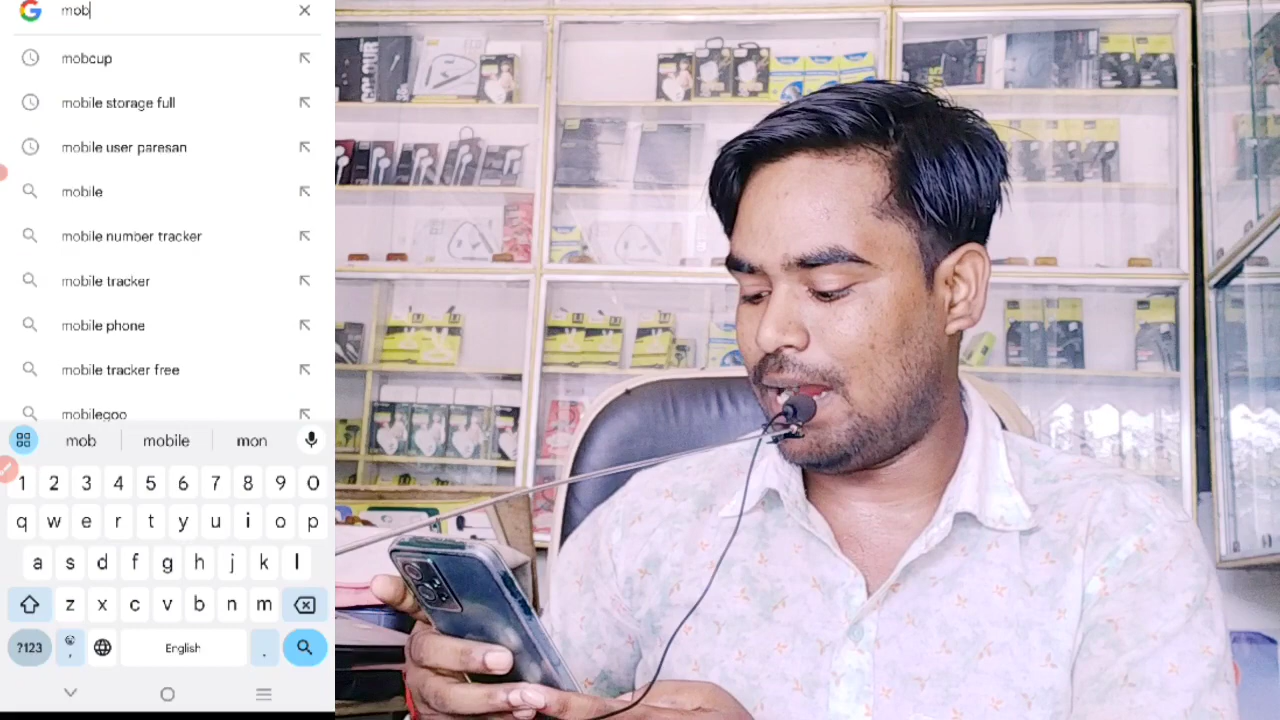 mob
mobcup
mobile storage full
mobile user paresan
mobile
mobile number tracker
mobile tracker
mobile phone
mobile tracker free
mobilegoo
mob mobile mon
1 2 3 4 5 6 7 8 9 0
q w e r t y u i o p
a s d f g h j k l
z x c v b n m
?123 , English .
COLOUR